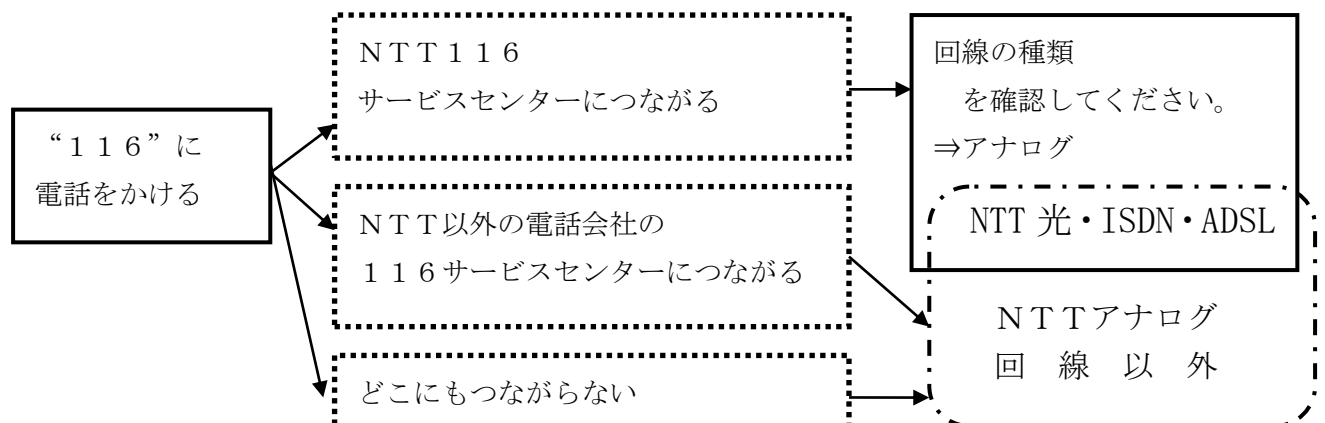 “１１６”に
電話をかける
ＮＴＴ１１６
サービスセンターにつながる
ＮＴＴ以外の電話会社の
１１６サービスセンターにつながる
どこにもつながらない
回線の種類
を確認してください。
⇒アナログ
NTT 光・ISDN・ADSL
ＮＴＴアナログ
回　線　以　外